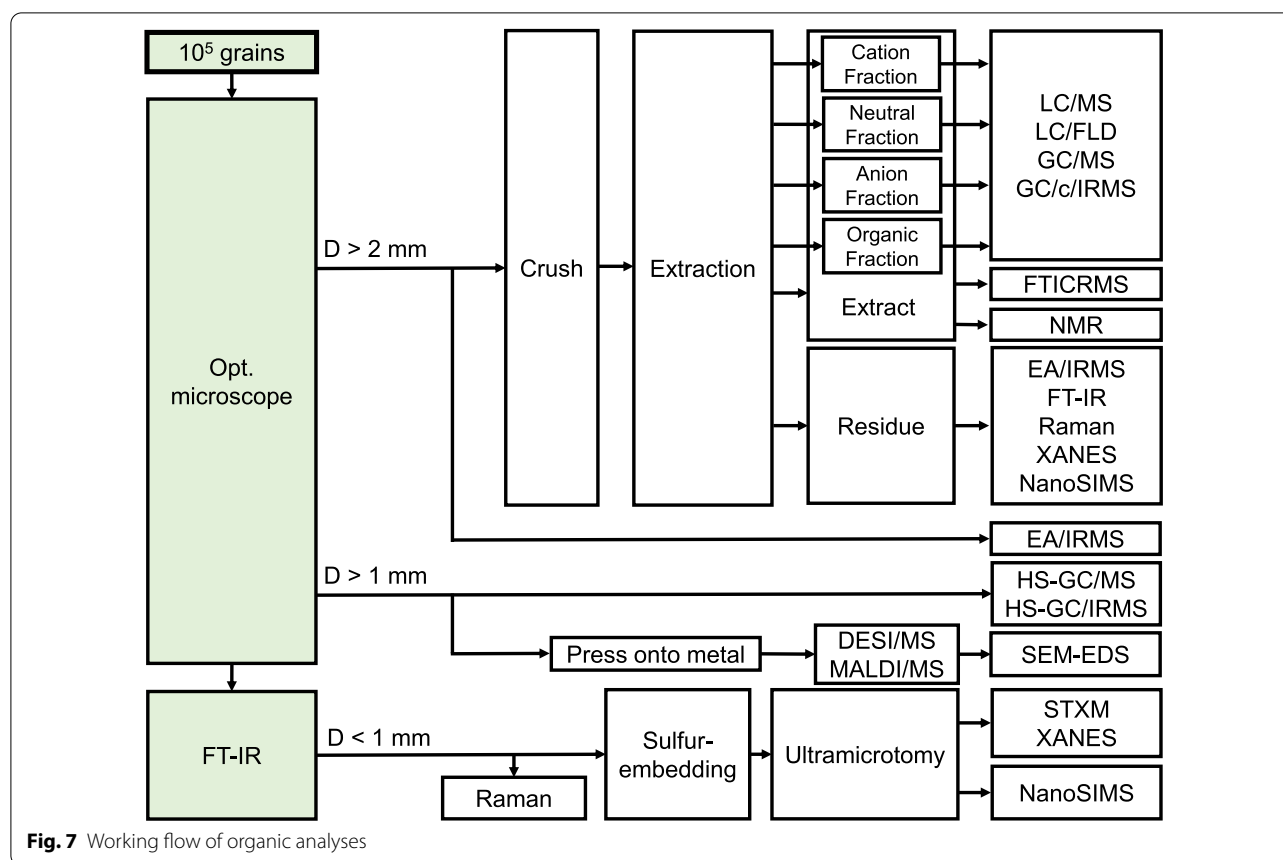 10⁵ grains
Opt.
microscope
FT-IR
D > 2 mm
Crush
Extraction
Cation
Fraction
Neutral
Fraction
Anion
Fraction
Organic
Fraction
Extract
LC/MS
LC/FLD
GC/MS
GC/c/IRMS
FTICRMS
NMR
Residue
EA/IRMS
FT-IR
Raman
XANES
NanoSIMS
EA/IRMS
D > 1 mm
HS-GC/MS
HS-GC/IRMS
Press onto metal
DESI/MS
MALDI/MS
SEM-EDS
D < 1 mm
Raman
Sulfur-
embedding
Ultramicrotomy
STXM
XANES
NanoSIMS
Fig. 7 Working flow of organic analyses